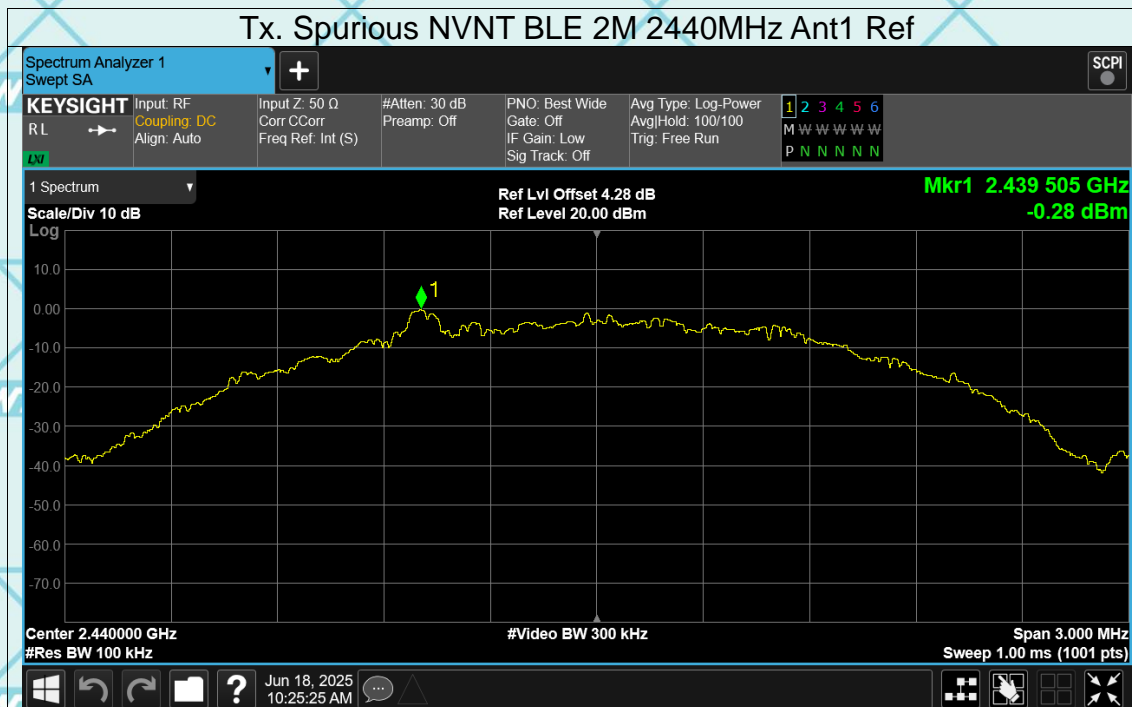 Tx. Spurious NVNT BLE 2M 2440MHz Ant1 Ref
Spectrum Analyzer 1
Swept SA
+
SCPI
KEYSIGHT
R L
LXI
Input: RF
Coupling: DC
Align: Auto
Input Z: 50 Ω
Corr CCorr
Freq Ref: Int (S)
#Atten: 30 dB
Preamp: Off
PNO: Best Wide
Gate: Off
IF Gain: Low
Sig Track: Off
Avg Type: Log-Power
Avg|Hold: 100/100
Trig: Free Run
1 2 3 4 5 6
M W W W W W
P N N N N N
1 Spectrum
Scale/Div 10 dB
Ref Lvl Offset 4.28 dB
Ref Level 20.00 dBm
Mkr1 2.439 505 GHz
-0.28 dBm
Log
10.0
0.00
-10.0
-20.0
-30.0
-40.0
-50.0
-60.0
-70.0
1
Center 2.440000 GHz
#Res BW 100 kHz
#Video BW 300 kHz
Span 3.000 MHz
Sweep 1.00 ms (1001 pts)
?
Jun 18, 2025
10:25:25 AM